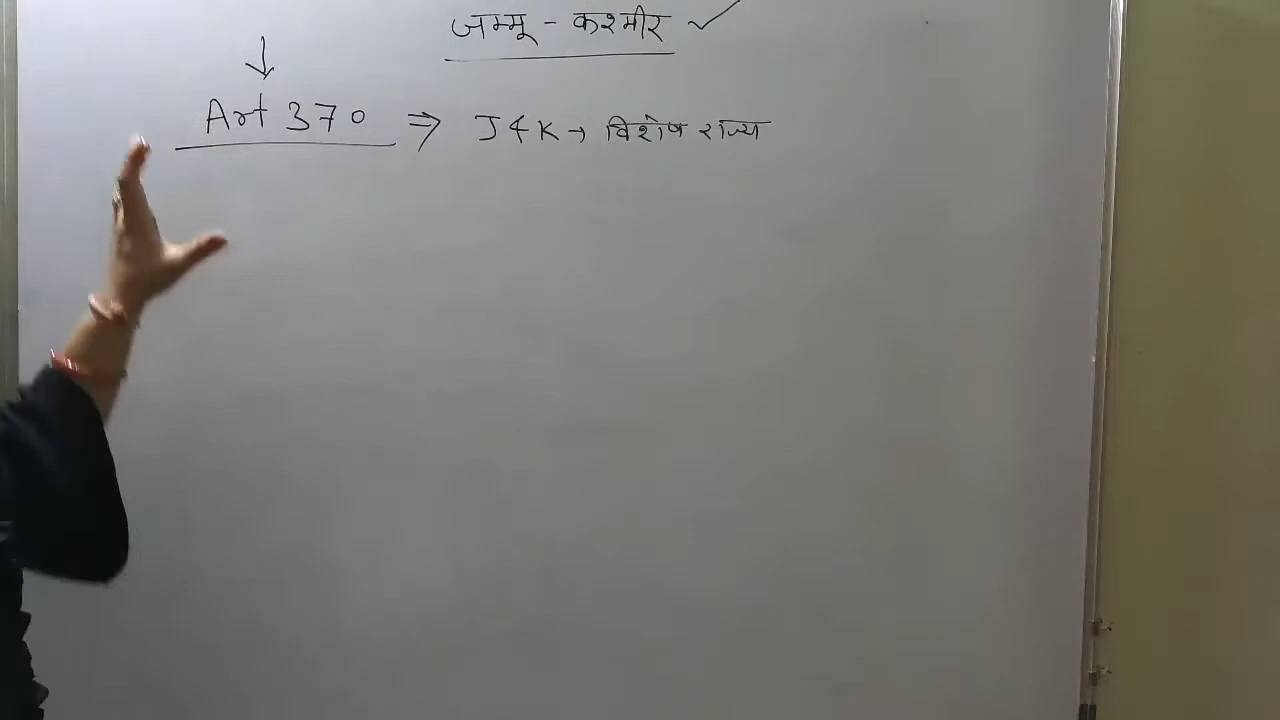 जम्मू - कश्मीर ✓
↓
Art 370 ⇒ J & K → विशेष राज्य